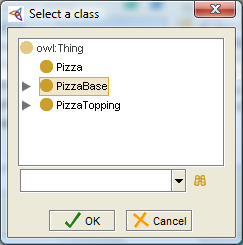 Select a class
owl:Thing
Pizza
PizzaBase
PizzaTopping
OK
Cancel